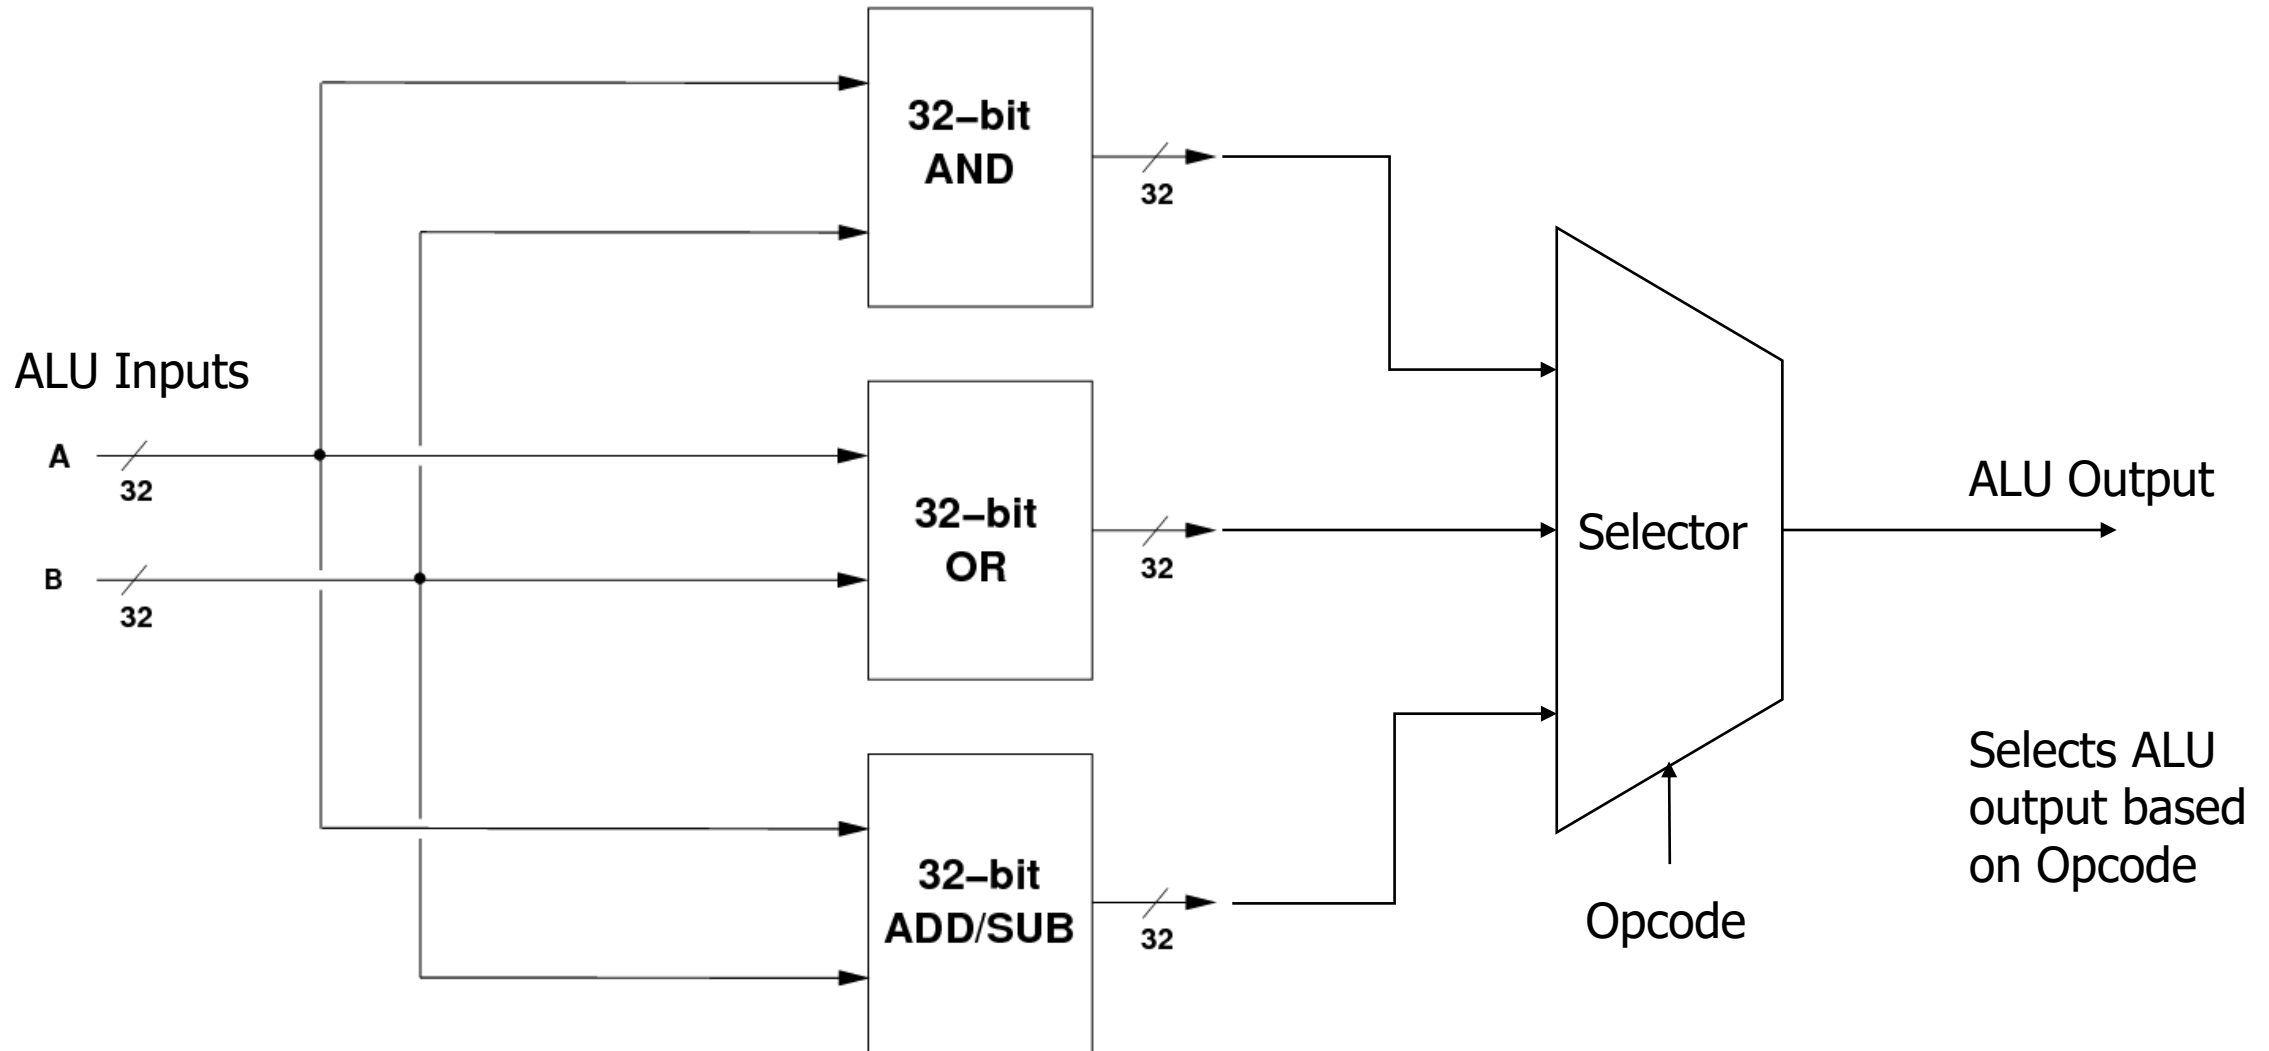 32–bit
AND
32
ALU Inputs
A
32
B
32
32–bit
OR
32
Selector
ALU Output
32–bit
ADD/SUB
32
Opcode
Selects ALU
output based
on Opcode